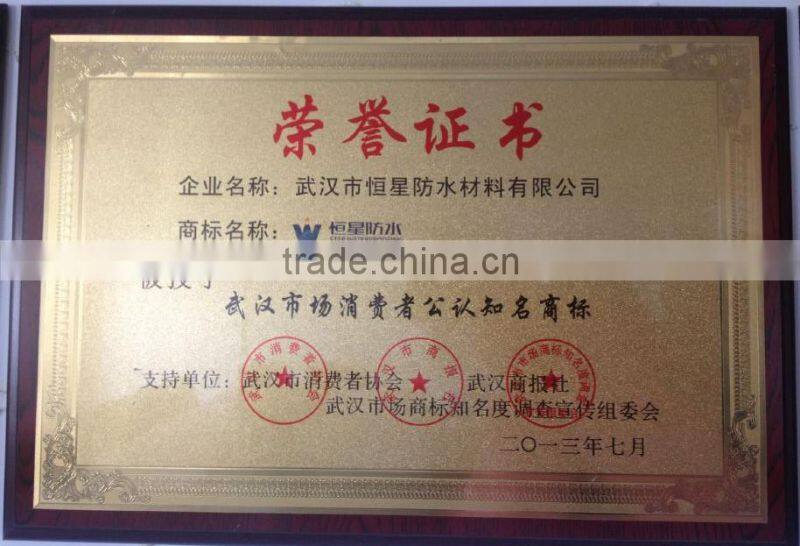 荣誉证书
企业名称：武汉市恒星防水材料有限公司
商标名称：恒星防水
trade.china.cn
被授予
武汉市场消费者公认知名商标
支持单位：武汉市消费者协会 武汉商报社
武汉市场商标知名度调查宣传组委会
二〇一三年七月